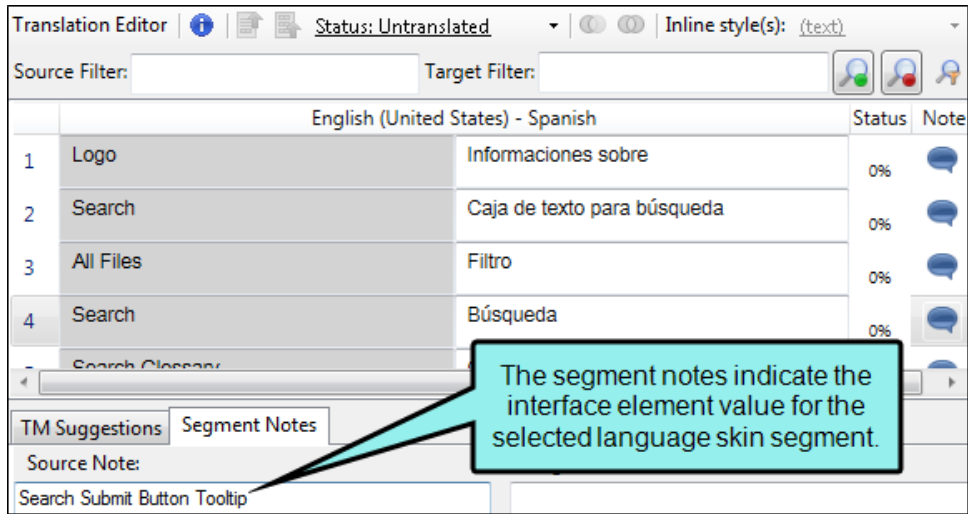 Translation Editor Status: Untranslated Inline style(s): (text)
Source Filter: Target Filter:
English (United States) - Spanish Status Note
1 Logo Informaciones sobre 0%
2 Search Caja de texto para búsqueda 0%
3 All Files Filtro 0%
4 Search Búsqueda 0%
Search Glossary
The segment notes indicate the
interface element value for the
selected language skin segment.
TM Suggestions Segment Notes
Source Note:
Search Submit Button Tooltip